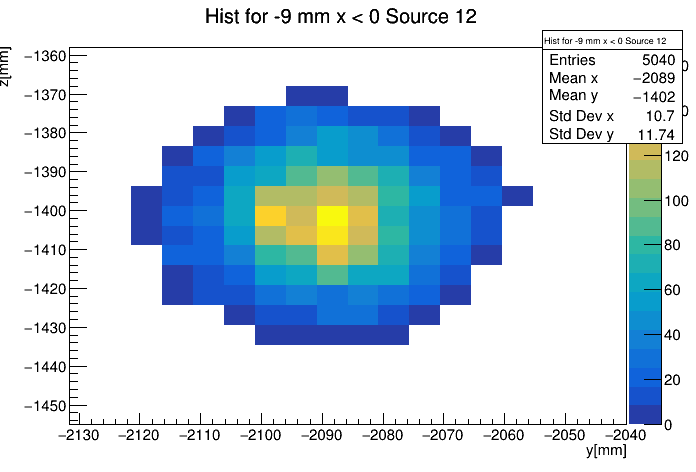 Hist for -9 mm x < 0 Source 12
z[mm]
Hist for -9 mm x < 0 Source 12
Entries 5040
Mean x −2089
Mean y −1402
Std Dev x 10.7
Std Dev y 11.74
−1360
−1370
−1380
−1390
−1400
−1410
−1420
−1430
−1440
−1450
120
100
80
60
40
20
0
−2130 −2120 −2110 −2100 −2090 −2080 −2070 −2060 −2050 −2040
y[mm]